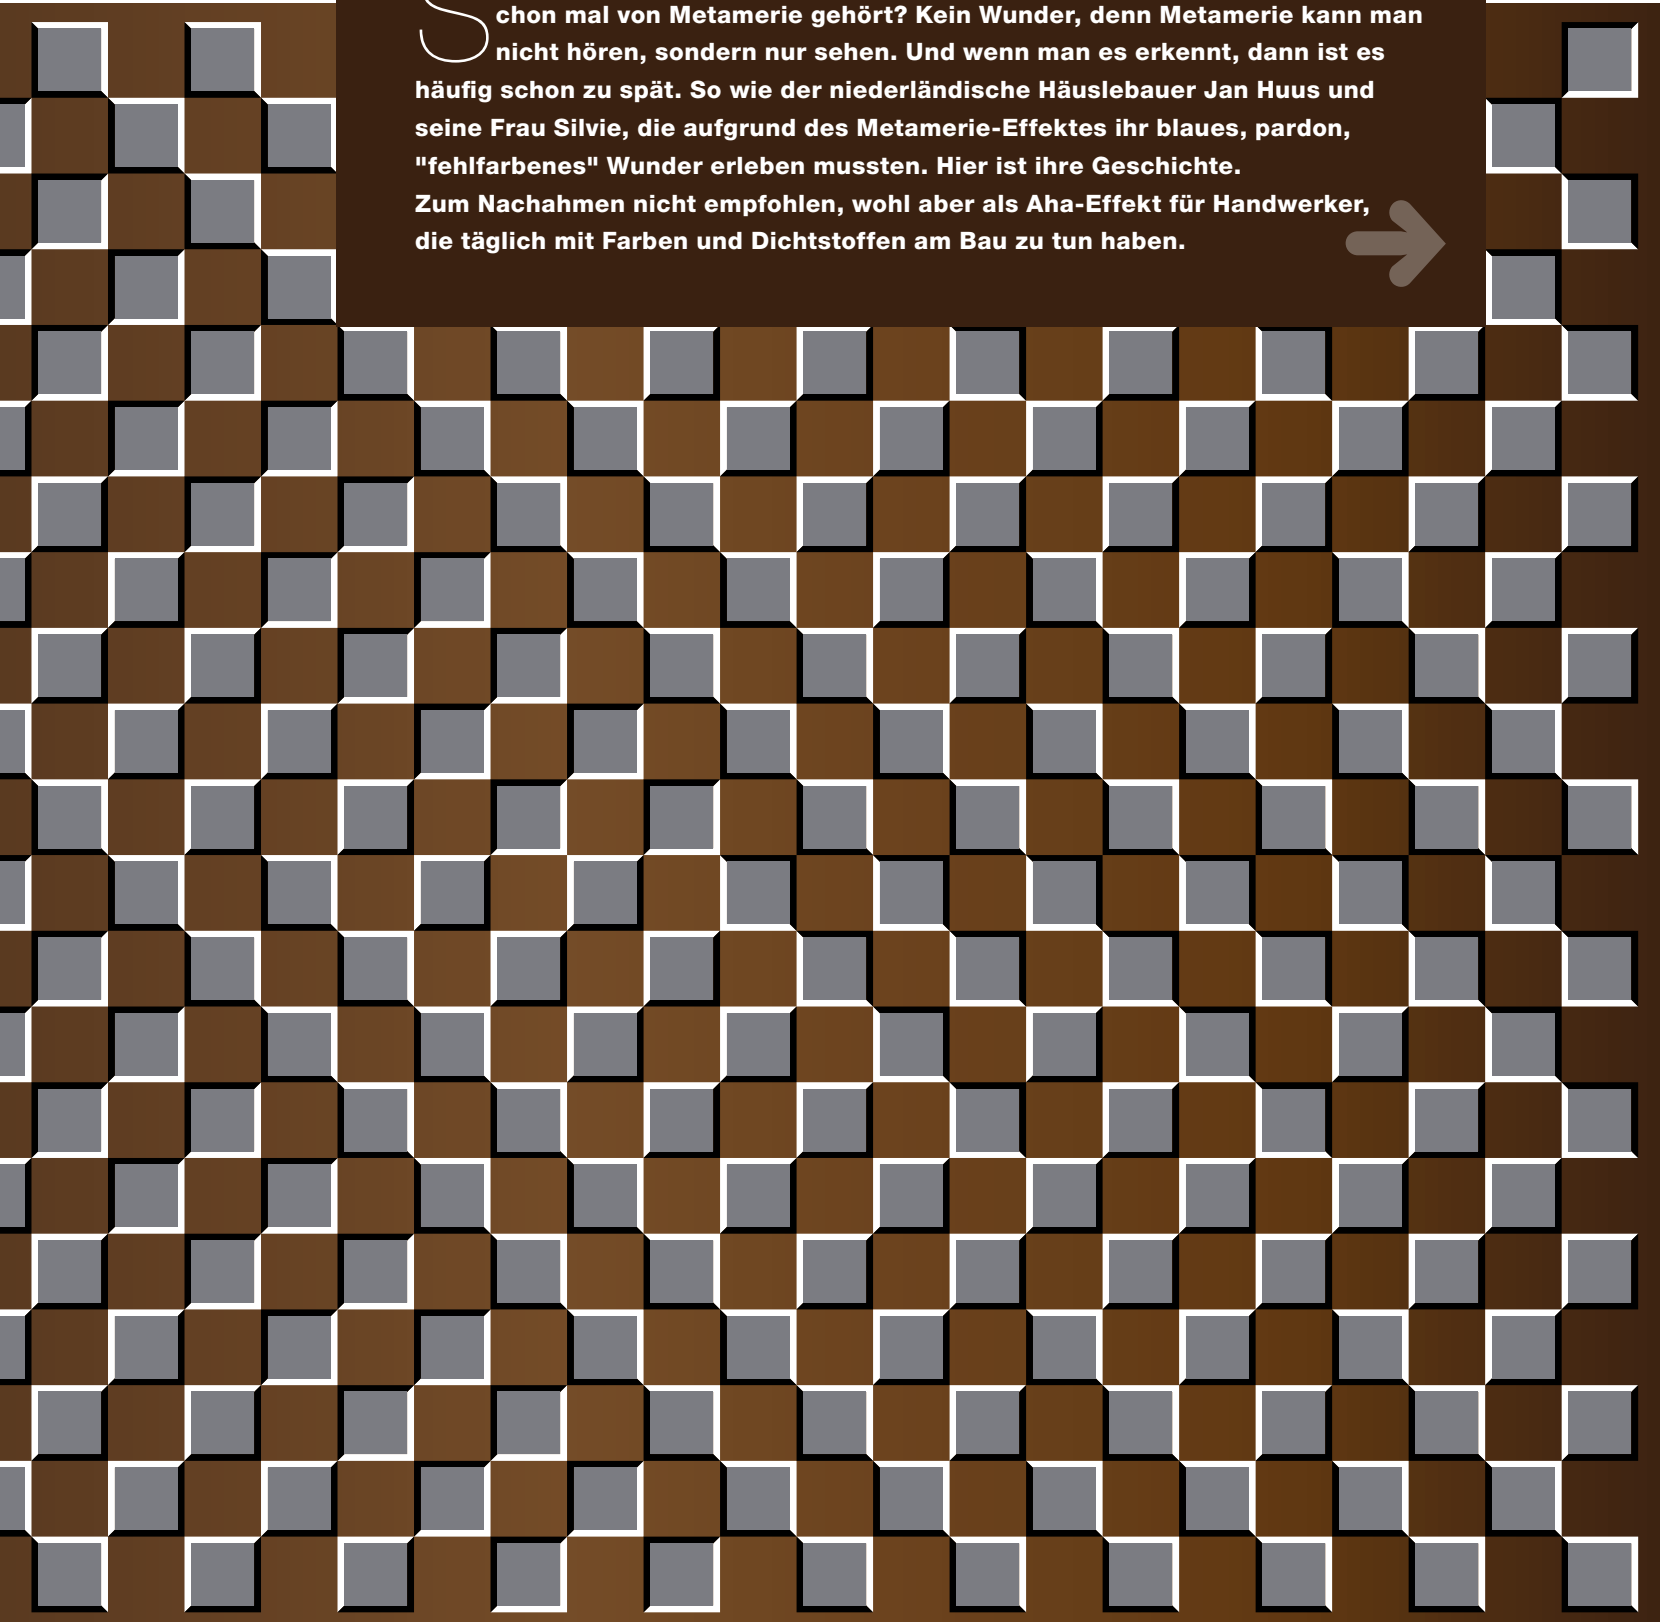 Schon mal von Metamerie gehört? Kein Wunder, denn Metamerie kann man
nicht hören, sondern nur sehen. Und wenn man es erkennt, dann ist es
häufig schon zu spät. So wie der niederländische Häuslebauer Jan Huus und
seine Frau Silvie, die aufgrund des Metamerie-Effektes ihr blaues, pardon,
"fehlfarbenes" Wunder erleben mussten. Hier ist ihre Geschichte.
Zum Nachahmen nicht empfohlen, wohl aber als Aha-Effekt für Handwerker,
die täglich mit Farben und Dichtstoffen am Bau zu tun haben.